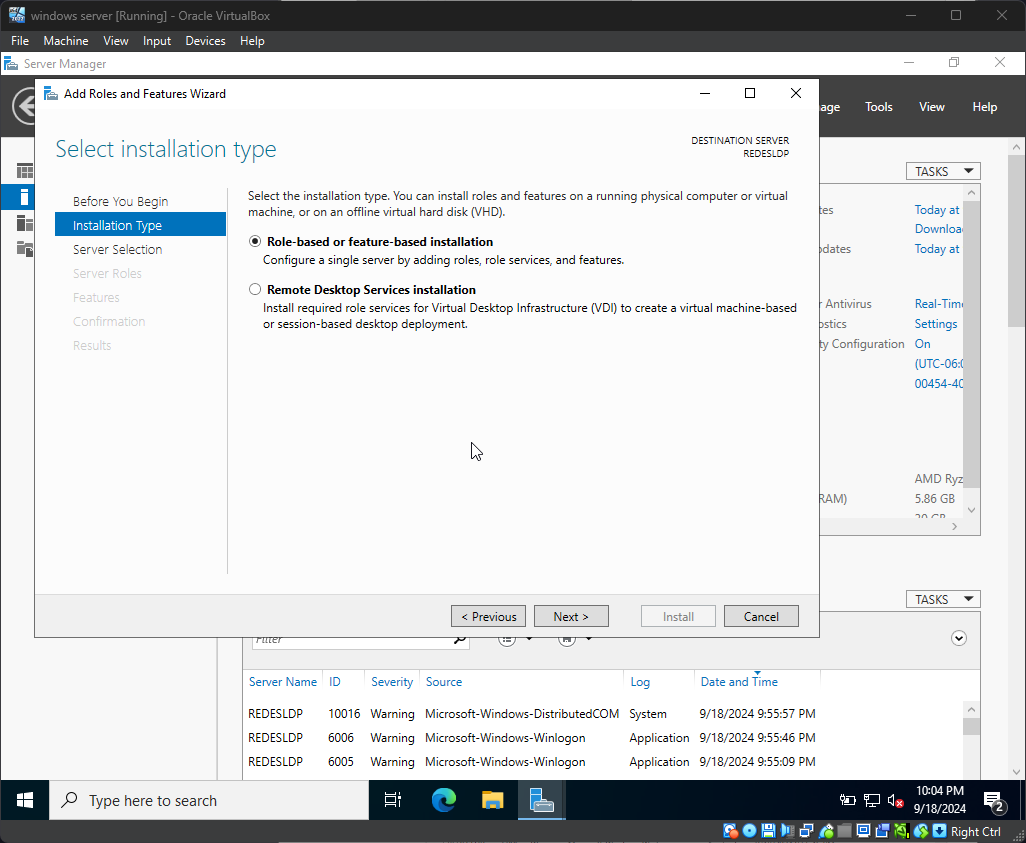 windows server [Running] - Oracle VirtualBox
File Machine View Input Devices Help
Server Manager
Add Roles and Features Wizard
age Tools View Help
Select installation type
DESTINATION SERVER
REDESLDP
TASKS
Before You Begin
Installation Type
Server Selection
Server Roles
Features
Confirmation
Results
Select the installation type. You can install roles and features on a running physical computer or virtual
machine, or on an offline virtual hard disk (VHD).
Role-based or feature-based installation
Configure a single server by adding roles, role services, and features.
Remote Desktop Services installation
Install required role services for Virtual Desktop Infrastructure (VDI) to create a virtual machine-based
or session-based desktop deployment.
tes Today at
Downloa
pdates Today at
r Antivirus Real-Time
ostics Settings
ty Configuration On
(UTC-06:0
00454-40
AMD Ryz
RAM) 5.86 GB
< Previous Next > Install Cancel
TASKS
Filter
Server Name ID Severity Source Log Date and Time
REDESLDP 10016 Warning Microsoft-Windows-DistributedCOM System 9/18/2024 9:55:57 PM
REDESLDP 6006 Warning Microsoft-Windows-Winlogon Application 9/18/2024 9:55:46 PM
REDESLDP 6005 Warning Microsoft-Windows-Winlogon Application 9/18/2024 9:55:09 PM
Type here to search
10:04 PM
9/18/2024
2
Right Ctrl